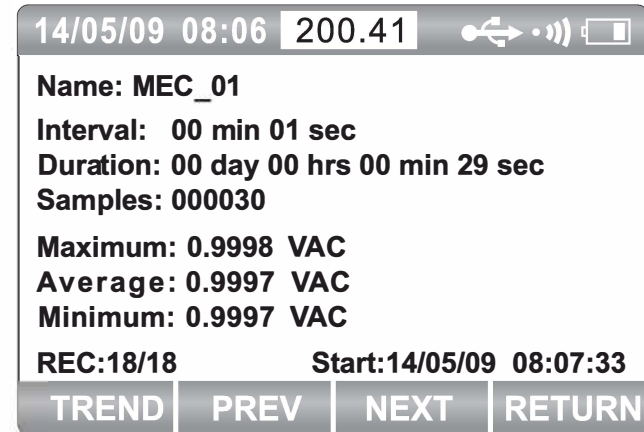 14/05/09 08:06 200.41
Name: MEC_01
Interval: 00 min 01 sec
Duration: 00 day 00 hrs 00 min 29 sec
Samples: 000030
Maximum: 0.9998 VAC
Average: 0.9997 VAC
Minimum: 0.9997 VAC
REC:18/18 Start:14/05/09 08:07:33
TREND PREV NEXT RETURN